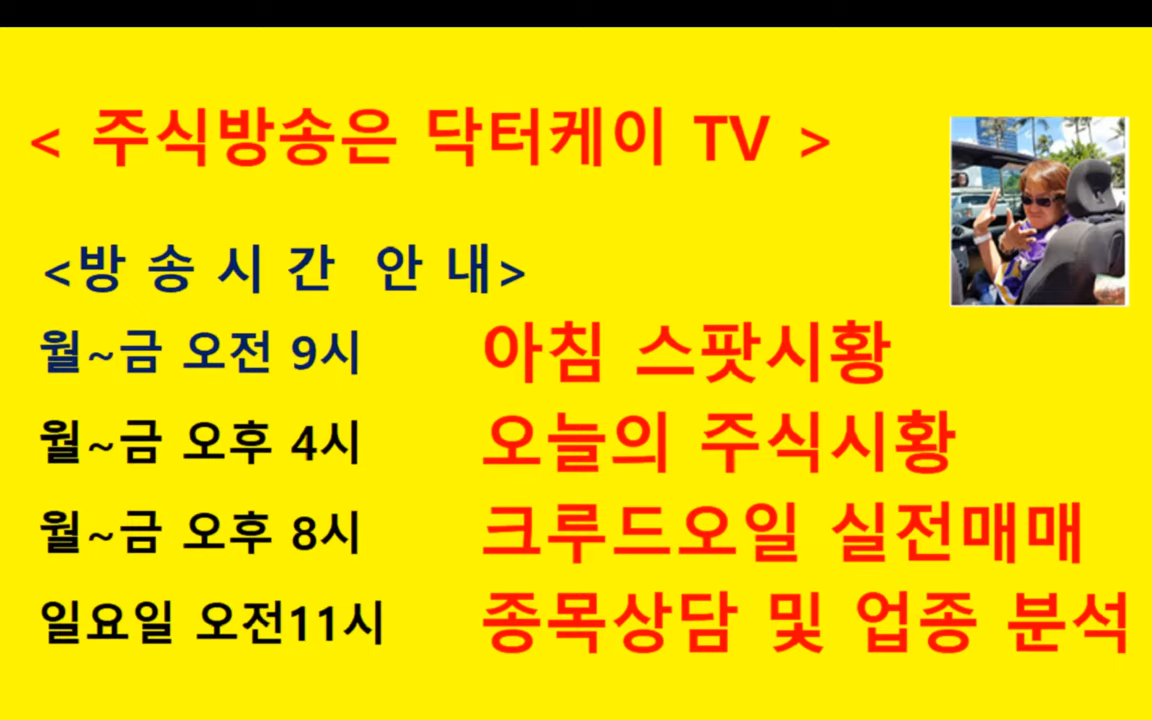 < 주식방송은 닥터케이 TV >
<방 송 시 간 안 내>
월~금 오전 9시 아침 스팟시황
월~금 오후 4시 오늘의 주식시황
월~금 오후 8시 크루드오일 실전매매
일요일 오전11시 종목상담 및 업종 분석